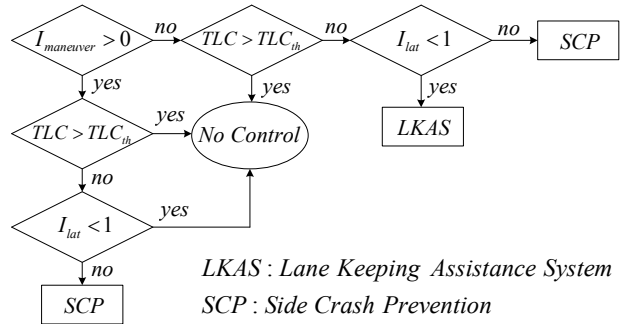 I_maneuver > 0
no
TLC > TLC_th
no
I_lat < 1
no
SCP
yes
yes
yes
TLC > TLC_th
yes
No Control
LKAS
no
I_lat < 1
yes
no
SCP
LKAS : Lane Keeping Assistance System
SCP : Side Crash Prevention